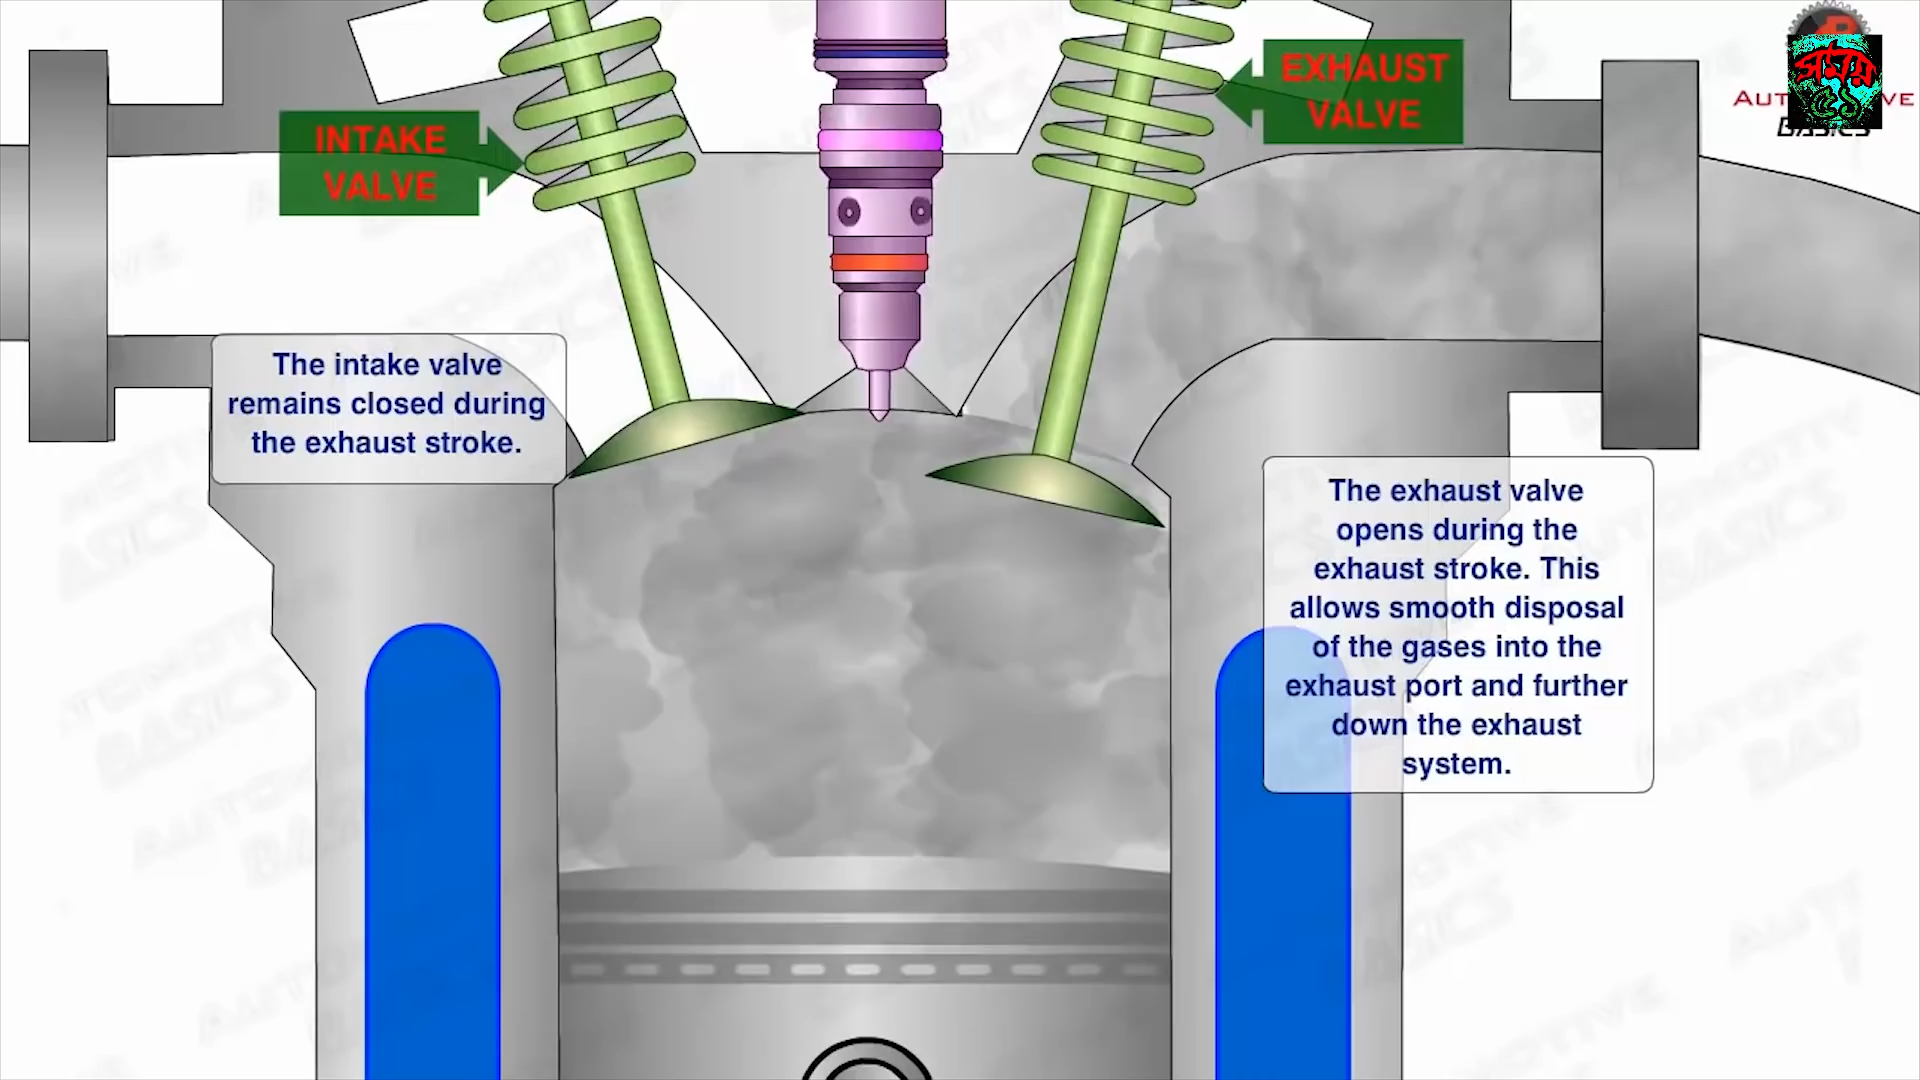 INTAKE
VALVE
EXHAUST
VALVE
The intake valve
remains closed during
the exhaust stroke.
The exhaust valve
opens during the
exhaust stroke. This
allows smooth disposal
of the gases into the
exhaust port and further
down the exhaust
system.
BASICS